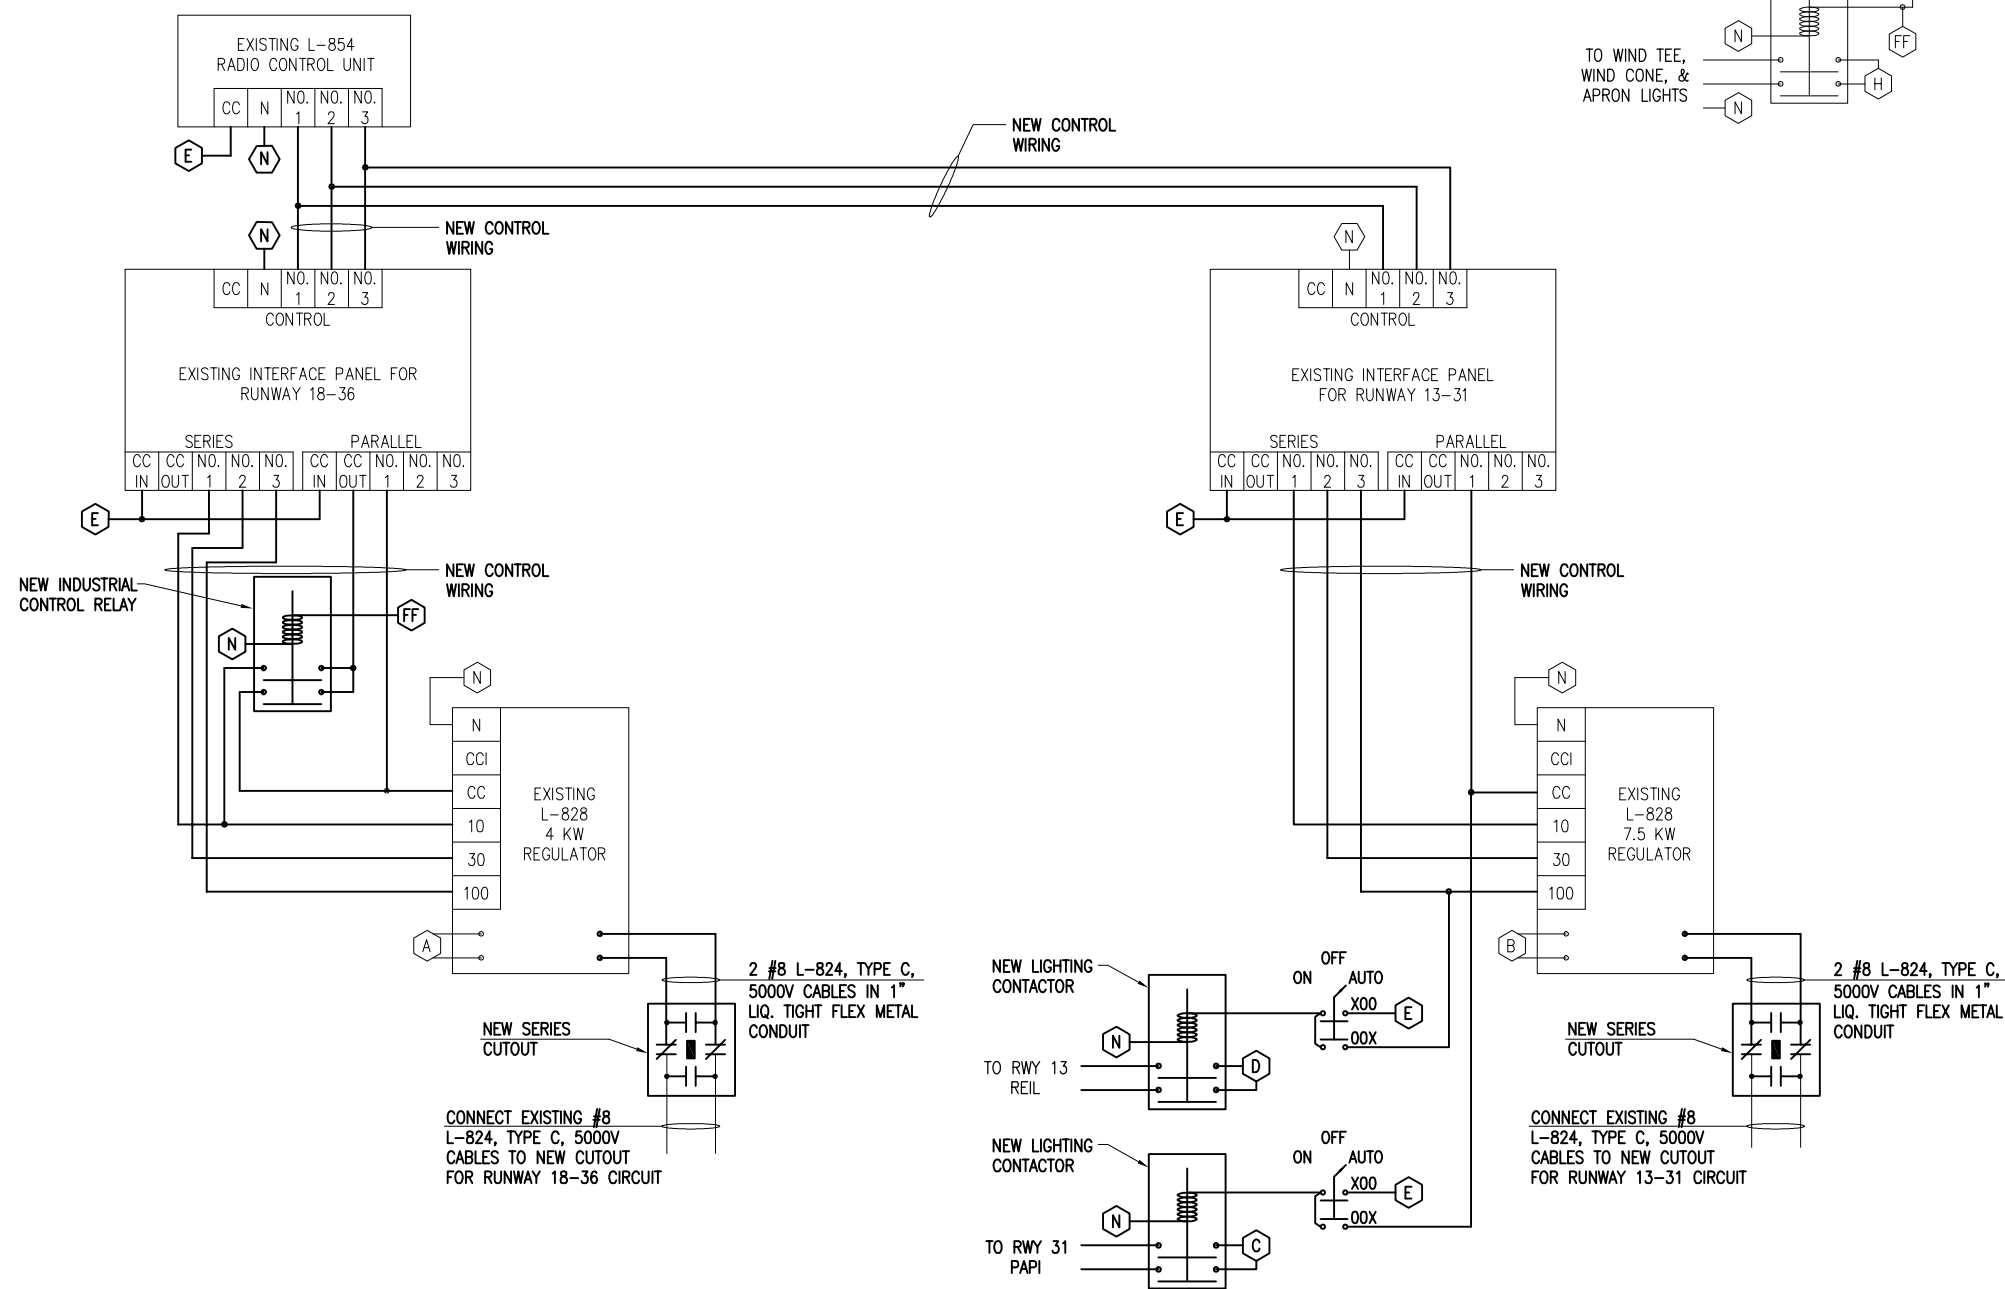 EXISTING L-854
RADIO CONTROL UNIT
CC N NO. 1 NO. 2 NO. 3
E
N
N
TO WIND TEE,
WIND CONE, &
APRON LIGHTS
N
FF
H
N
NEW CONTROL
WIRING
NEW CONTROL
WIRING
N
CC N NO. 1 NO. 2 NO. 3
CONTROL
EXISTING INTERFACE PANEL FOR
RUNWAY 18-36
SERIES PARALLEL
CC IN CC OUT NO. 1 NO. 2 NO. 3 CC IN CC OUT NO. 1 NO. 2 NO. 3
E
CC N NO. 1 NO. 2 NO. 3
CONTROL
EXISTING INTERFACE PANEL
FOR RUNWAY 13-31
SERIES PARALLEL
CC IN CC OUT NO. 1 NO. 2 NO. 3 CC IN CC OUT NO. 1 NO. 2 NO. 3
E
NEW INDUSTRIAL
CONTROL RELAY
NEW CONTROL
WIRING
FF
N
NEW CONTROL
WIRING
N
N
CCI
CC
10
30
100
EXISTING
L-828
4 KW
REGULATOR
A
N
N
CCI
CC
10
30
100
EXISTING
L-828
7.5 KW
REGULATOR
B
2 #8 L-824, TYPE C,
5000V CABLES IN 1"
LIQ. TIGHT FLEX METAL
CONDUIT
NEW SERIES
CUTOUT
CONNECT EXISTING #8
L-824, TYPE C, 5000V
CABLES TO NEW CUTOUT
FOR RUNWAY 18-36 CIRCUIT
NEW LIGHTING
CONTACTOR
OFF
ON AUTO
X00
E
00X
N
D
TO RWY 13
REIL
NEW LIGHTING
CONTACTOR
OFF
ON AUTO
X00
E
00X
N
C
TO RWY 31
PAPI
2 #8 L-824, TYPE C,
5000V CABLES IN 1"
LIQ. TIGHT FLEX METAL
CONDUIT
NEW SERIES
CUTOUT
CONNECT EXISTING #8
L-824, TYPE C, 5000V
CABLES TO NEW CUTOUT
FOR RUNWAY 13-31 CIRCUIT